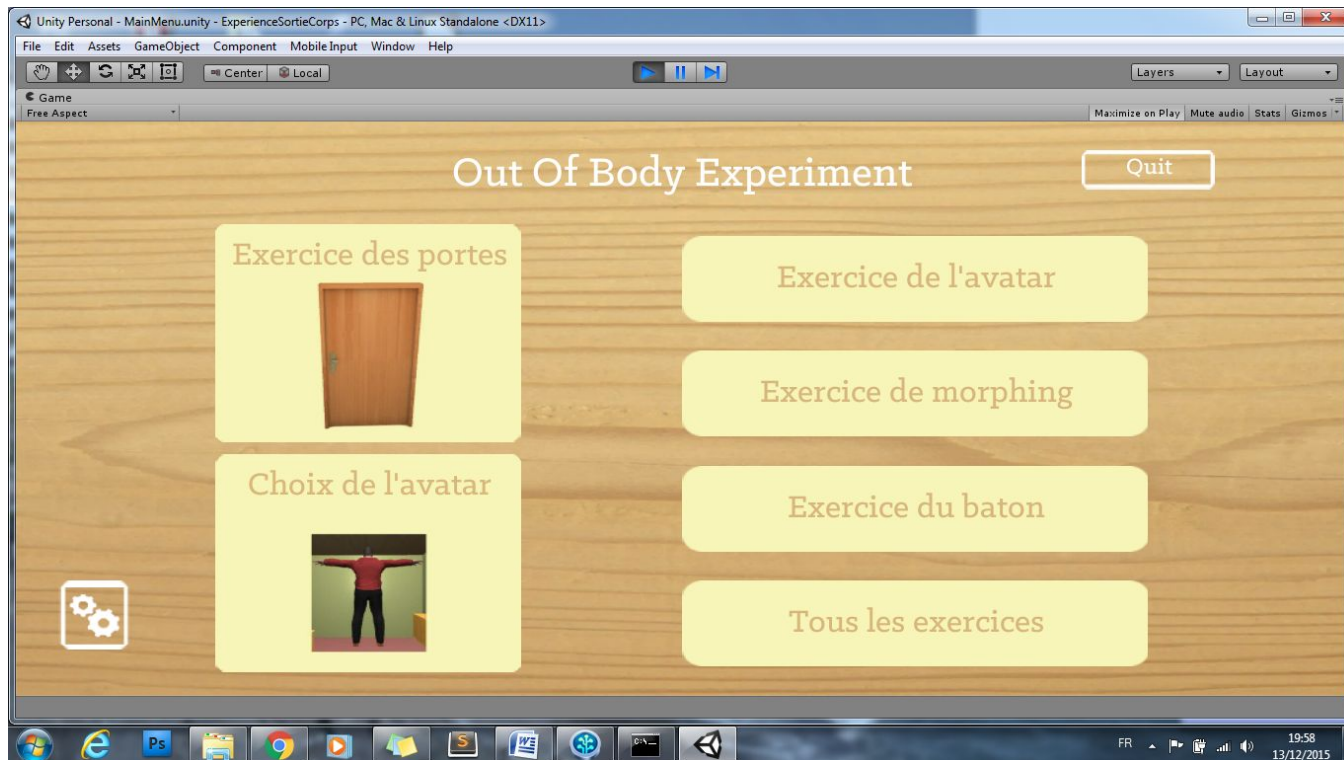 Unity Personal - MainMenu.unity - ExperienceSortieCorps - PC, Mac & Linux Standalone <DX11>
File Edit Assets GameObject Component Mobile Input Window Help
Center Local Layers Layout
Game
Free Aspect Maximize on Play Mute audio Stats Gizmos
Out Of Body Experiment
Quit
Exercice des portes
Choix de l'avatar
Exercice de l'avatar
Exercice de morphing
Exercice du baton
Tous les exercices
Ps
S
W
C:\_
FR
19:58
13/12/2015